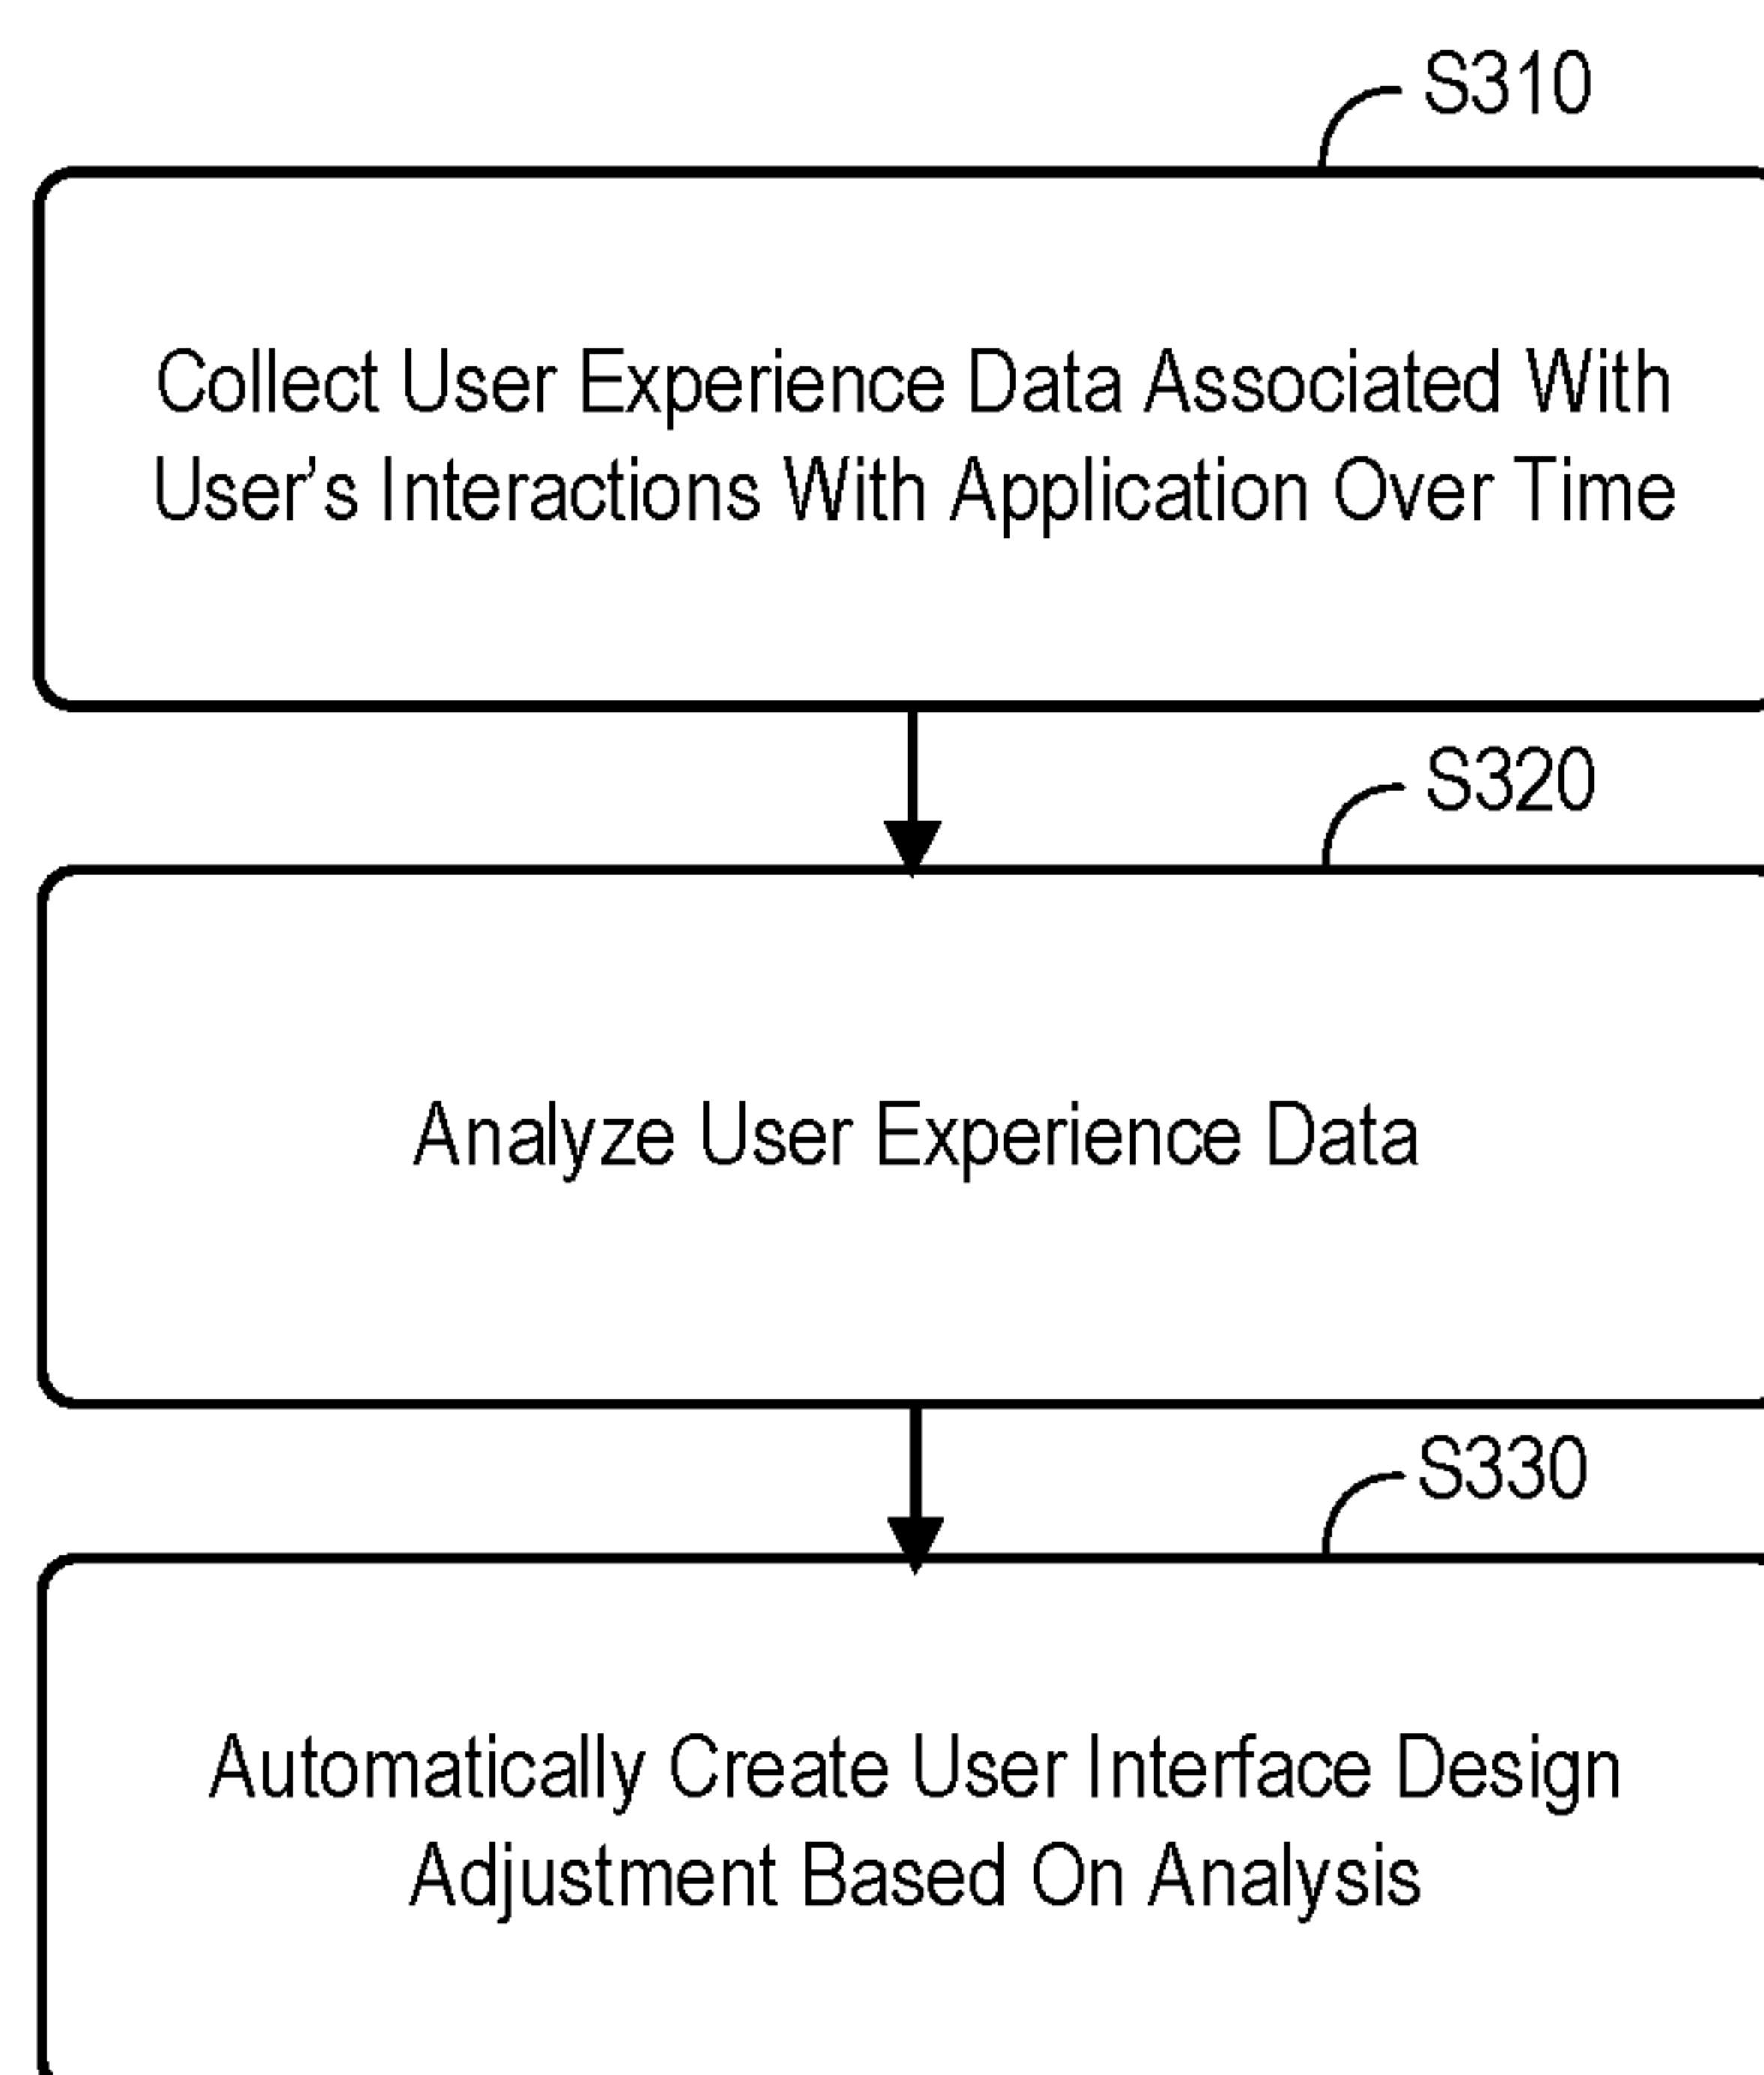 S310
Collect User Experience Data Associated With
User's Interactions With Application Over Time
S320
Analyze User Experience Data
S330
Automatically Create User Interface Design
Adjustment Based On Analysis